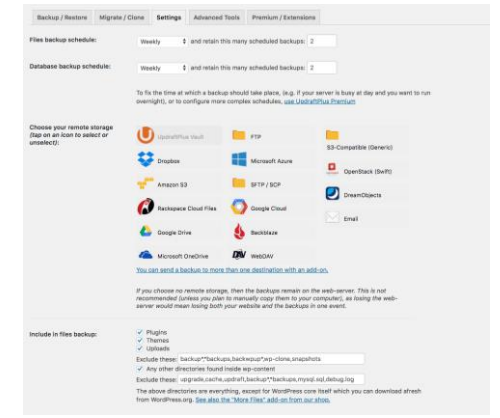 Backup / Restore Migrate / Clone Settings Advanced Tools Premium / Extensions
Files backup schedule: Weekly and retain this many scheduled backups: 2
Database backup schedule: Weekly and retain this many scheduled backups: 2
To fix the time at which a backup should take place, (e.g. if your server is busy at day and you want to run
overnight), or to configure more complex schedules, use UpdraftPlus Premium
Choose your remote storage
(tap on an icon to select or
unselect):
UpdraftPlus Vault FTP S3-Compatible (Generic)
Dropbox Microsoft Azure OpenStack (Swift)
Amazon S3 SFTP / SCP DreamObjects
Rackspace Cloud Files Google Cloud Email
Google Drive Backblaze
Microsoft OneDrive WebDAV
You can send a backup to more than one destination with an add-on.
If you choose no remote storage, then the backups remain on the web-server. This is not
recommended (unless you plan to manually copy them to your computer), as losing the web-
server would mean losing both your website and the backups in one event.
Include in files backup: Plugins
Themes
Uploads
Exclude these: backup*,*backups,backwpup*,wp-clone,snapshots
Any other directories found inside wp-content
Exclude these: upgrade,cache,updraft,backup*,*backups,mysql.sql,debug.log
The above directories are everything, except for WordPress core itself which you can download afresh
from WordPress.org. See also the "More Files" add-on from our shop.